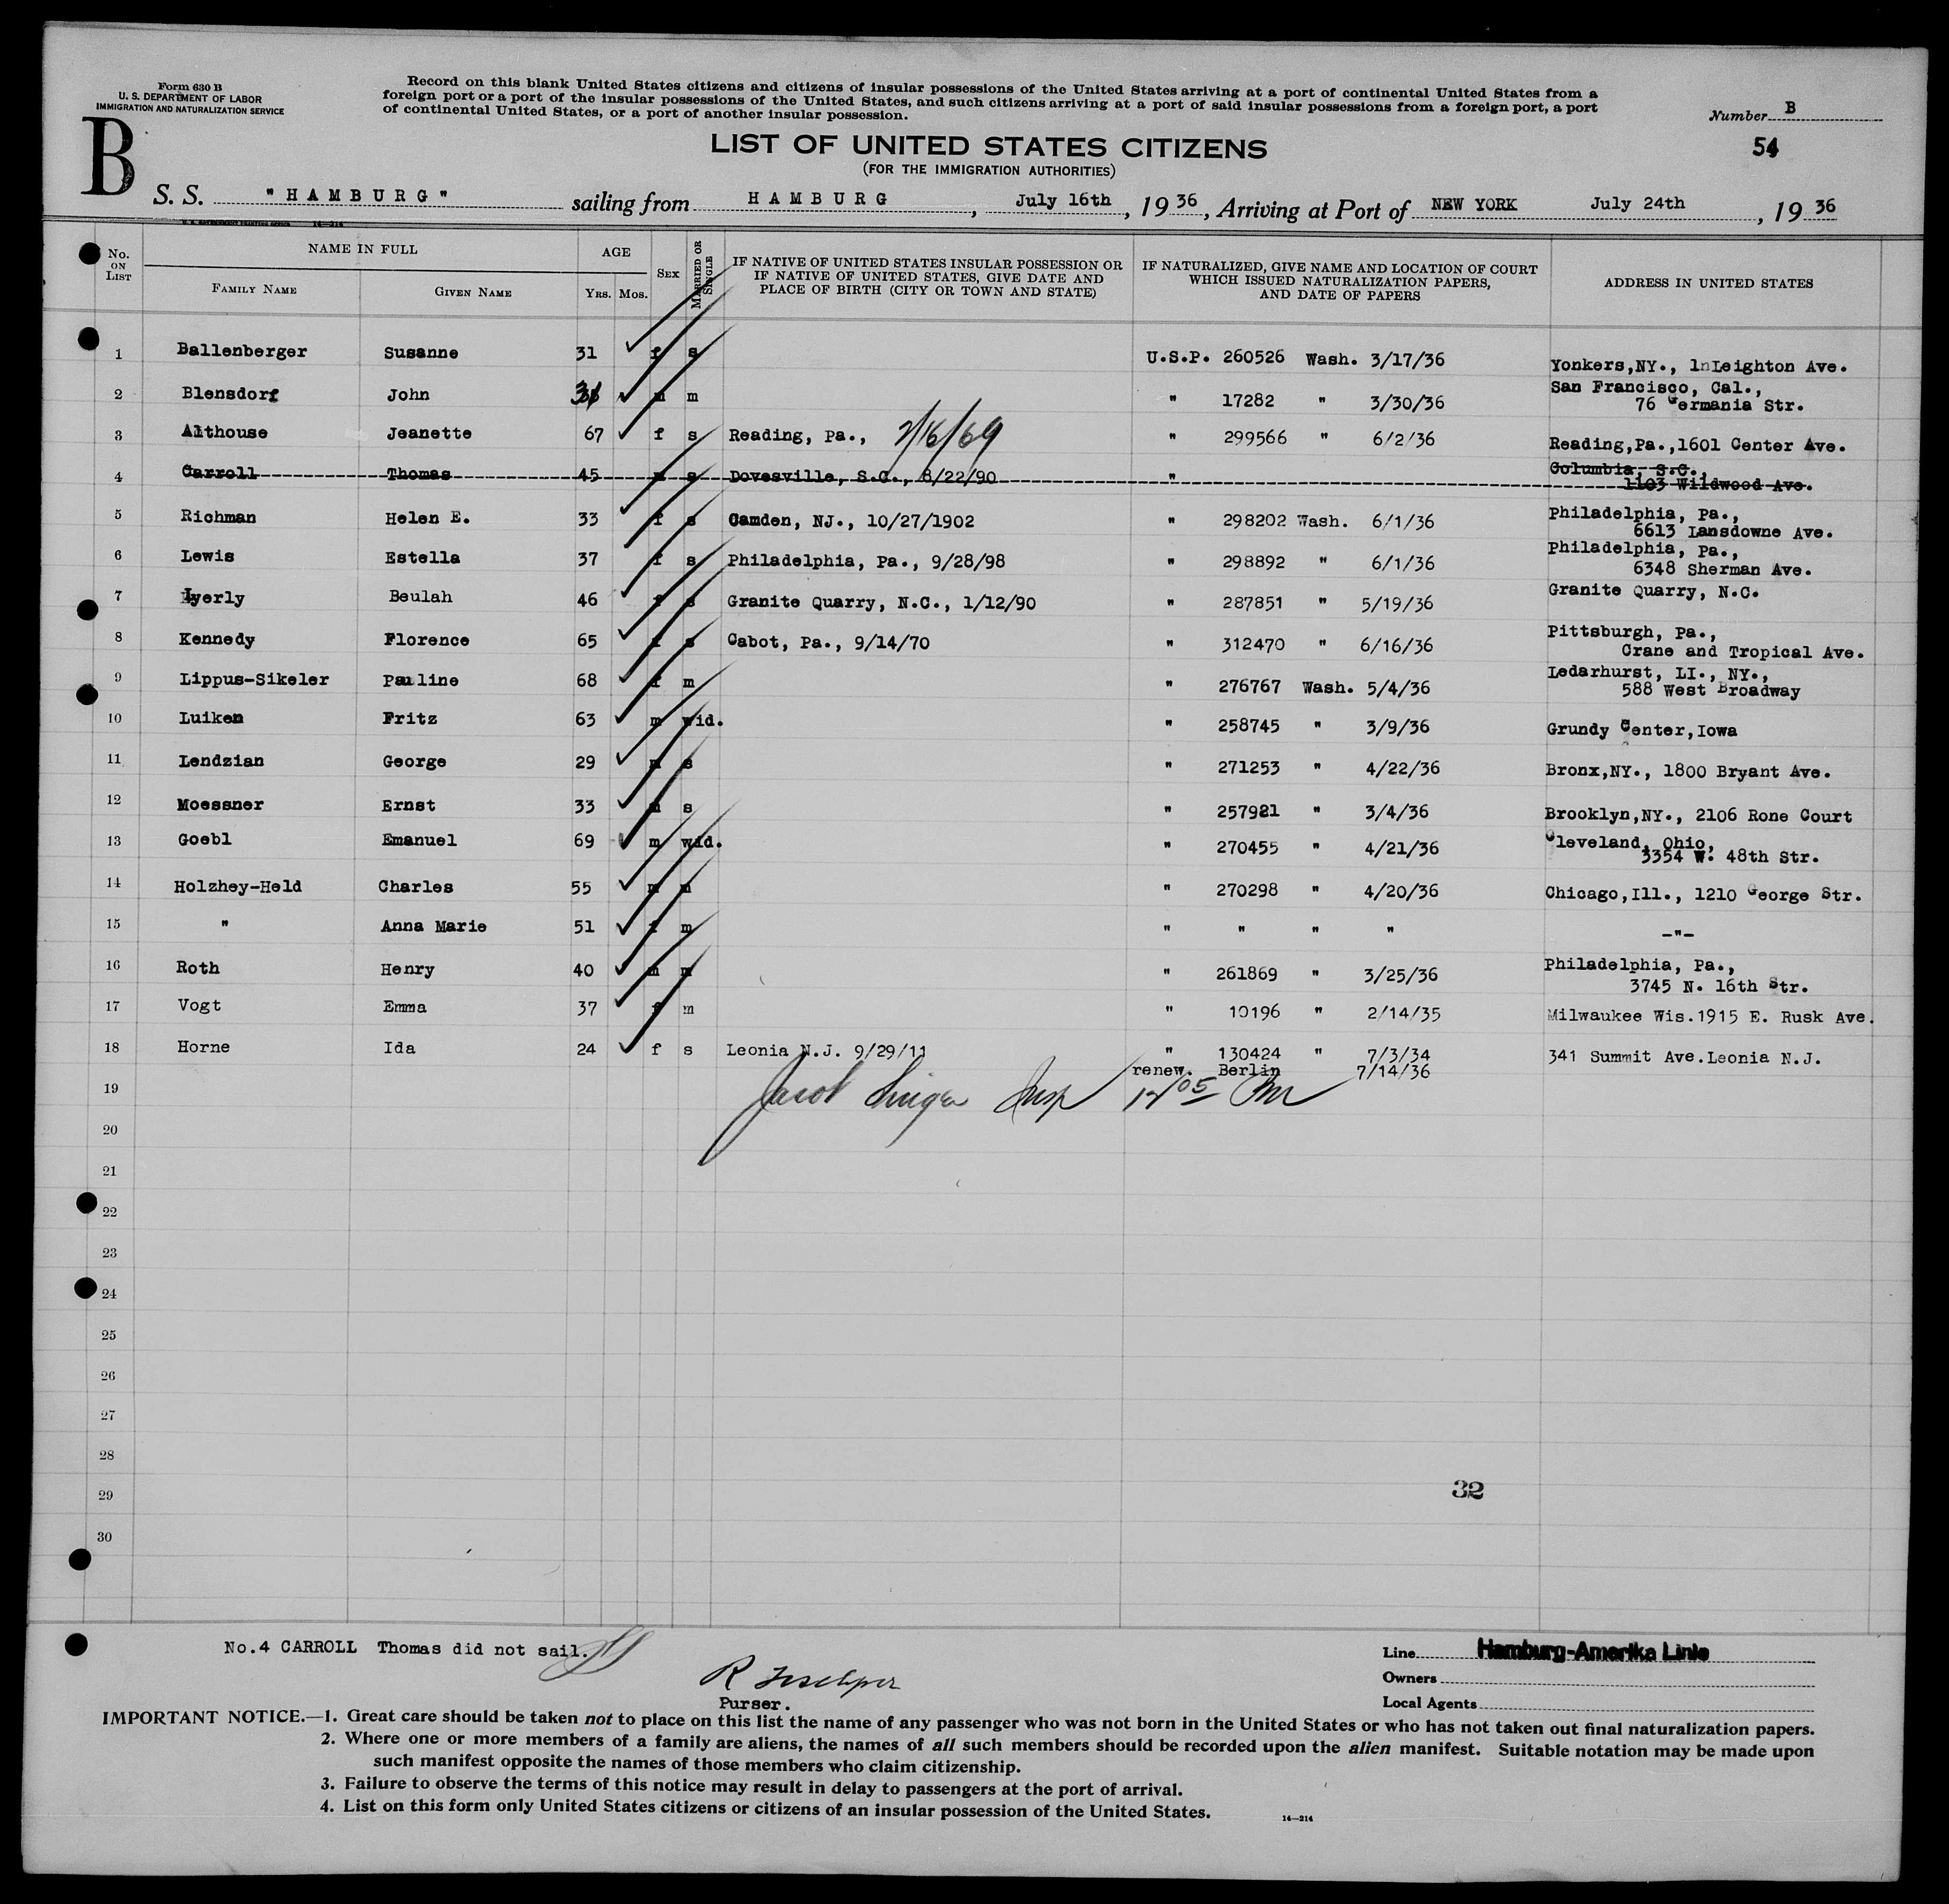 Form 630 B
U. S. DEPARTMENT OF LABOR
IMMIGRATION AND NATURALIZATION SERVICE
Record on this blank United States citizens and citizens of insular possessions of the United States arriving at a port of continental United States from a
foreign port or a port of the insular possessions of the United States, and such citizens arriving at a port of said insular possessions from a foreign port, a port
of continental United States, or a port of another insular possession.
Number B
54
B
LIST OF UNITED STATES CITIZENS
(FOR THE IMMIGRATION AUTHORITIES)
S. S. "HAMBURG" sailing from HAMBURG, July 16th, 19 36, Arriving at Port of NEW YORK July 24th, 19 36
No. ON LIST
NAME IN FULL
FAMILY NAME
GIVEN NAME
AGE
YRS. MOS.
SEX
MARRIED OR SINGLE
IF NATIVE OF UNITED STATES INSULAR POSSESSION OR
IF NATIVE OF UNITED STATES, GIVE DATE AND
PLACE OF BIRTH (CITY OR TOWN AND STATE)
IF NATURALIZED, GIVE NAME AND LOCATION OF COURT
WHICH ISSUED NATURALIZATION PAPERS,
AND DATE OF PAPERS
ADDRESS IN UNITED STATES
1 Ballenberger Susanne 31 f s U.S.P. 260526 Wash. 3/17/36 Yonkers,NY., 1nLeighton Ave.
2 Blensdorf John m m " 17282 " 3/30/36 San Francisco, Cal.,
76 Germania Str.
3 Althouse Jeanette 67 f s Reading, Pa., 2/16/69 " 299566 " 6/2/36 Reading,Pa.,1601 Center Ave.
4 Carroll Thomas 45 m s Dovesville, S.C., 8/22/90 " Columbia, S.C.,
1103 Wildwood Ave.
5 Richman Helen E. 33 f s Camden, NJ., 10/27/1902 " 298202 Wash. 6/1/36 Philadelphia, Pa.,
6613 Lansdowne Ave.
6 Lewis Estella 37 f s Philadelphia, Pa., 9/28/98 " 298892 " 6/1/36 Philadelphia, Pa.,
6348 Sherman Ave.
7 Lyerly Beulah 46 f s Granite Quarry, N.C., 1/12/90 " 287851 " 5/19/36 Granite Quarry, N.C.
8 Kennedy Florence 65 f s Cabot, Pa., 9/14/70 " 312470 " 6/16/36 Pittsburgh, Pa.,
Crane and Tropical Ave.
9 Lippus-Sikeler Pauline 68 f m " 276767 Wash. 5/4/36 Ledarhurst, LI., NY.,
588 West Broadway
10 Luiken Fritz 63 m wid. " 258745 " 3/9/36 Grundy Center,Iowa
11 Lendzian George 29 m s " 271253 " 4/22/36 Bronx,NY., 1800 Bryant Ave.
12 Moessner Ernst 33 m s " 257981 " 3/4/36 Brooklyn,NY., 2106 Rone Court
13 Goebl Emanuel 69 m wid. " 270455 " 4/21/36 Cleveland, Ohio,
3354 W. 48th Str.
14 Holzhey-Held Charles 55 m m " 270298 " 4/20/36 Chicago,Ill., 1210 George Str.
15 " Anna Marie 51 f m " " " " -"-
16 Roth Henry 40 m m " 261869 " 3/25/36 Philadelphia, Pa.,
3745 N. 16th Str.
17 Vogt Emma 37 f m " 10196 " 2/14/35 Milwaukee Wis.1915 E. Rusk Ave.
18 Horne Ida 24 f s Leonia N.J. 9/29/11 " 130424 " 7/3/34 341 Summit Ave.Leonia N.J.
renew. Berlin 7/14/36
19 Jacob Singer Insp
20
21
22
23
24
25
26
27
28
29 32
30
No.4 CARROLL Thomas did not sail.
Purser.
Line Hamburg-Amerika Linie
Owners
Local Agents
IMPORTANT NOTICE.—1. Great care should be taken not to place on this list the name of any passenger who was not born in the United States or who has not taken out final naturalization papers.
2. Where one or more members of a family are aliens, the names of all such members should be recorded upon the alien manifest. Suitable notation may be made upon
such manifest opposite the names of those members who claim citizenship.
3. Failure to observe the terms of this notice may result in delay to passengers at the port of arrival.
4. List on this form only United States citizens or citizens of an insular possession of the United States.
14—214